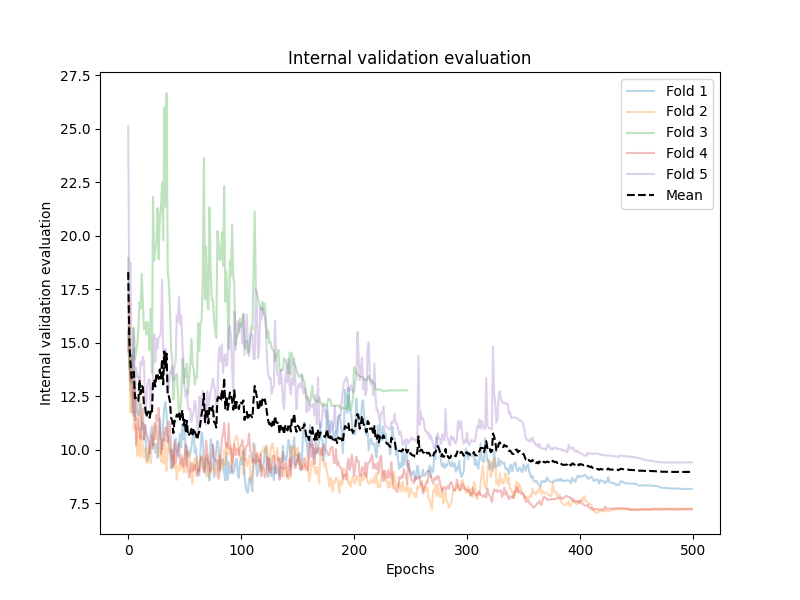 Internal validation evaluation
Internal validation evaluation
27.5
25.0
22.5
20.0
17.5
15.0
12.5
10.0
7.5
Fold 1
Fold 2
Fold 3
Fold 4
Fold 5
Mean
0
100
200
300
400
500
Epochs